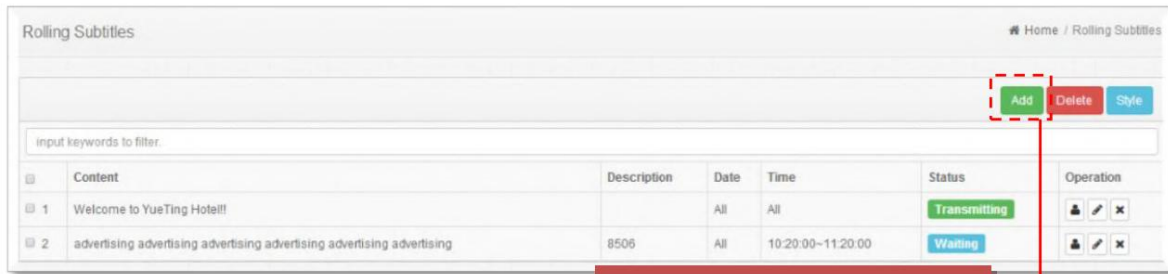 Rolling Subtitles
Home / Rolling Subtitles
Add Delete Style
input keywords to filter.
Content Description Date Time Status Operation
1 Welcome to YueTing Hotel!! All All Transmitting
2 advertising advertising advertising advertising advertising advertising 8506 All 10:20:00~11:20:00 Waiting